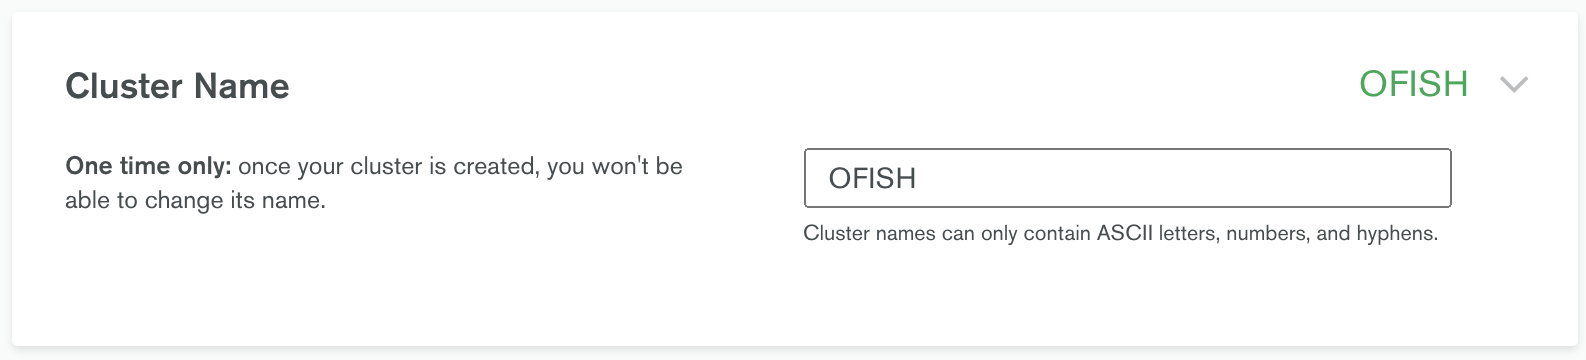 Cluster Name
OFISH
One time only: once your cluster is created, you won't be
able to change its name.
OFISH
Cluster names can only contain ASCII letters, numbers, and hyphens.